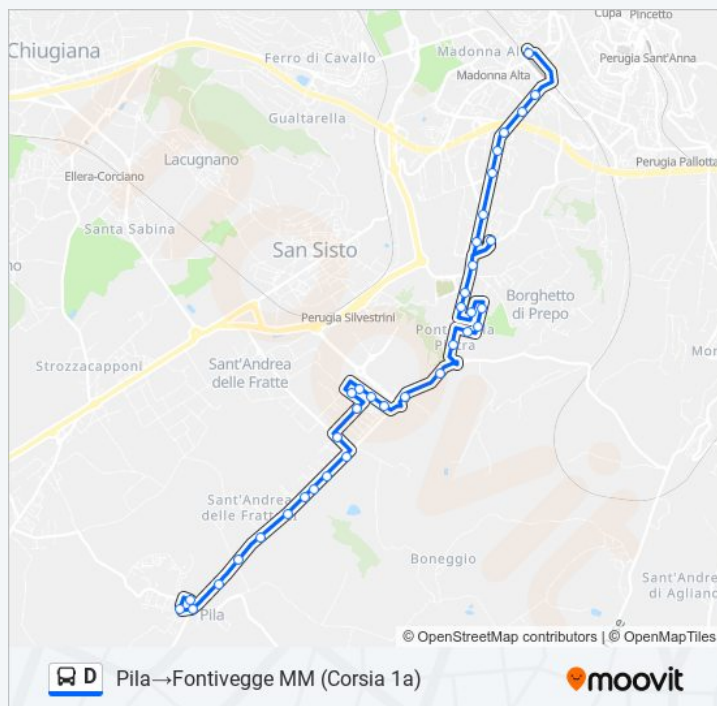 Cupa
Pincetto
Chiugiana
Ferro di Cavallo
Madonna Al
Perugia Sant'Anna
Madonna Alta
Gualtarella
Lacugnano
Perugia Pallotta
Ellera-Corciano
Santa Sabina
San Sisto
Borghetto
di Prepo
Perugia Silvestrini
Strozzacapponi
Sant'Andrea
delle Fratte
Sant'Andrea
Boneggio
Sant'Andre
di Agliano
Pila
© OpenStreetMap contributors | © OpenMapTiles
D Pila→Fontivegge MM (Corsia 1a)
moovit